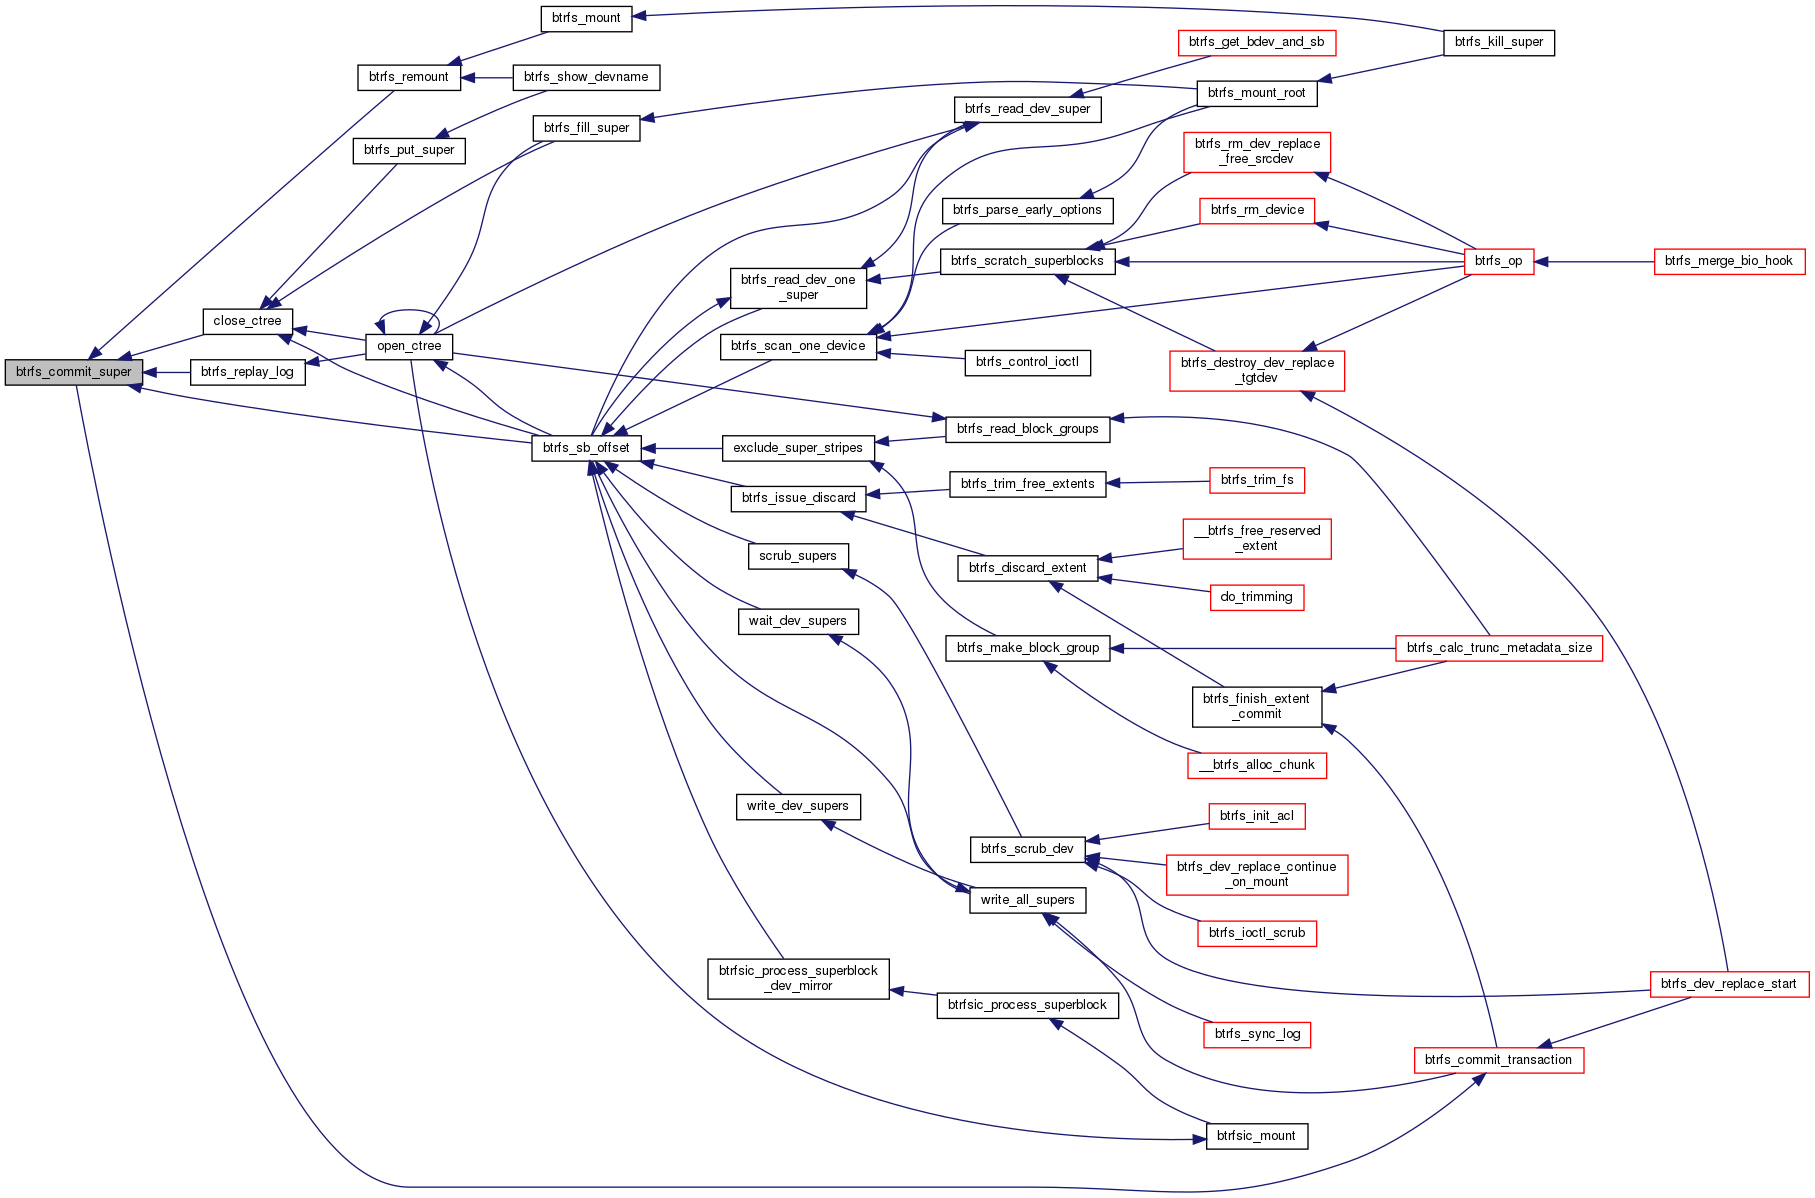 btrfs_mount
btrfs_kill_super
btrfs_get_bdev_and_sb
btrfs_remount
btrfs_show_devname
btrfs_mount_root
btrfs_read_dev_super
btrfs_fill_super
btrfs_put_super
btrfs_rm_dev_replace
_free_srcdev
btrfs_parse_early_options
btrfs_rm_device
btrfs_scratch_superblocks
btrfs_op
btrfs_merge_bio_hook
btrfs_read_dev_one
_super
close_ctree
open_ctree
btrfs_scan_one_device
btrfs_control_ioctl
btrfs_destroy_dev_replace
_tgtdev
btrfs_commit_super
btrfs_replay_log
btrfs_read_block_groups
btrfs_sb_offset
exclude_super_stripes
btrfs_trim_free_extents
btrfs_trim_fs
btrfs_issue_discard
__btrfs_free_reserved
_extent
scrub_supers
btrfs_discard_extent
do_trimming
wait_dev_supers
btrfs_make_block_group
btrfs_calc_trunc_metadata_size
btrfs_finish_extent
_commit
__btrfs_alloc_chunk
write_dev_supers
btrfs_init_acl
btrfs_scrub_dev
btrfs_dev_replace_continue
_on_mount
write_all_supers
btrfs_ioctl_scrub
btrfsic_process_superblock
_dev_mirror
btrfs_dev_replace_start
btrfsic_process_superblock
btrfs_sync_log
btrfs_commit_transaction
btrfsic_mount